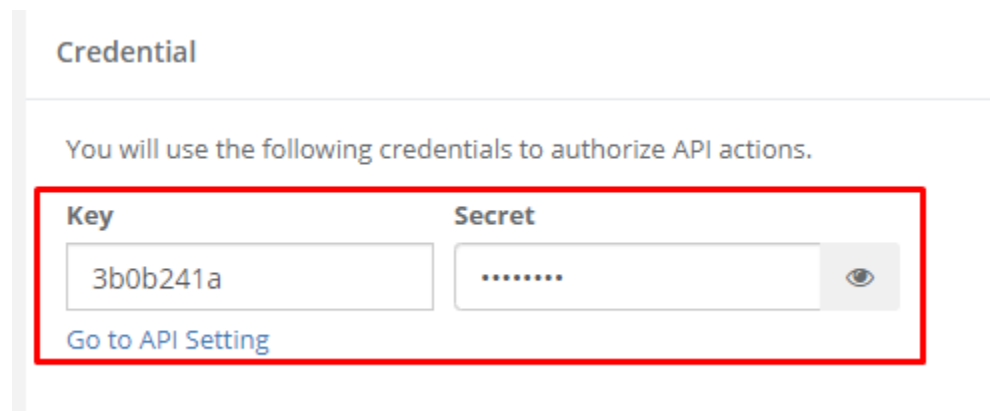 Credential
You will use the following credentials to authorize API actions.
Key Secret
3b0b241a ••••••••
Go to API Setting